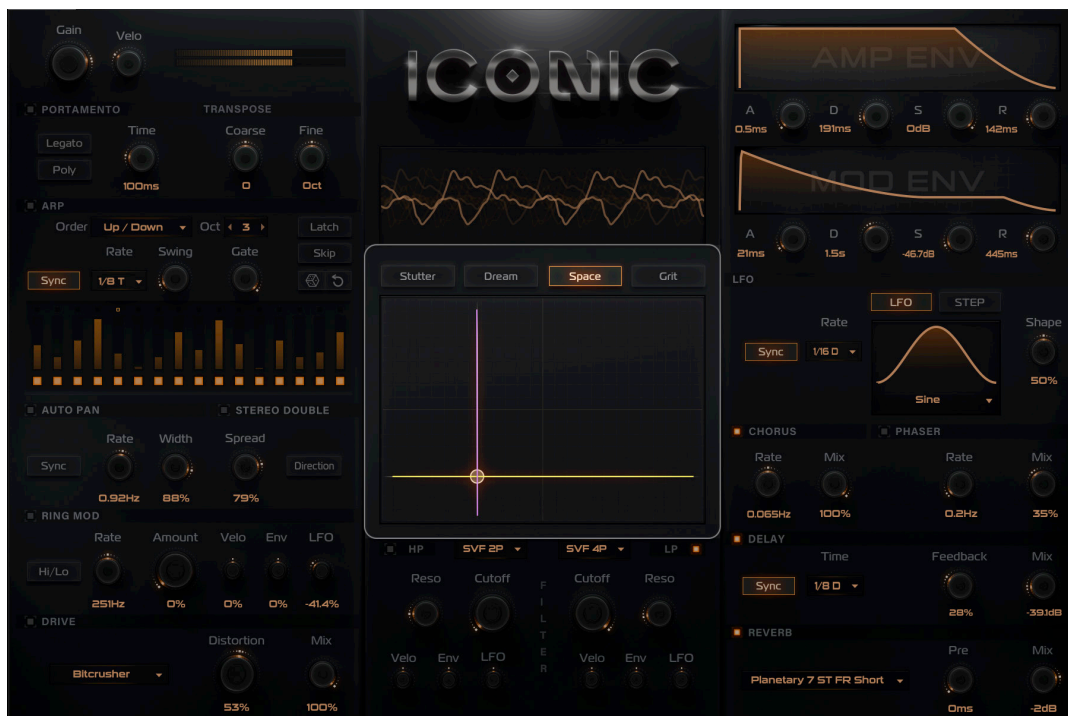 Gain
Velo
ICONIC
PORTAMENTO
TRANSPOSE
Legato
Poly
Time
100ms
Coarse
0
Fine
0ct
ARP
Order Up / Down Oct 3 Latch
Rate Swing Gate Skip
Sync 1/8 T
AUTO PAN
STEREO DOUBLE
Rate Width Spread
Sync Direction
0.92Hz 88% 79%
RING MOD
Rate Amount Velo Env LFO
Hi/Lo
251Hz 0% 0% 0% -41.4%
DRIVE
Distortion Mix
Bitcrusher
53% 100%
Stutter Dream Space Grit
HP SVF 2P SVF 4P LP
Reso Cutoff Cutoff Reso
FILTER
Velo Env LFO Velo Env LFO
AMP ENV
A D S R
0.5ms 191ms 0dB 142ms
MOD ENV
A D S R
21ms 1.5s -46.7dB 445ms
LFO
LFO STEP
Rate Shape
Sync 1/16 D
50%
Sine
CHORUS PHASER
Rate Mix Rate Mix
0.065Hz 100% 0.2Hz 35%
DELAY
Time Feedback Mix
Sync 1/8 D
28% -39.1dB
REVERB
Pre Mix
Planetary 7 ST FR Short
0ms -2dB